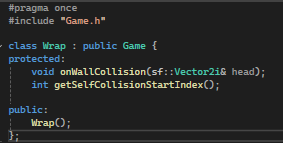 #pragma once
#include "Game.h"
class Wrap : public Game {
protected:
void onWallCollision(sf::Vector2i& head);
int getSelfCollisionStartIndex();
public:
Wrap();
};